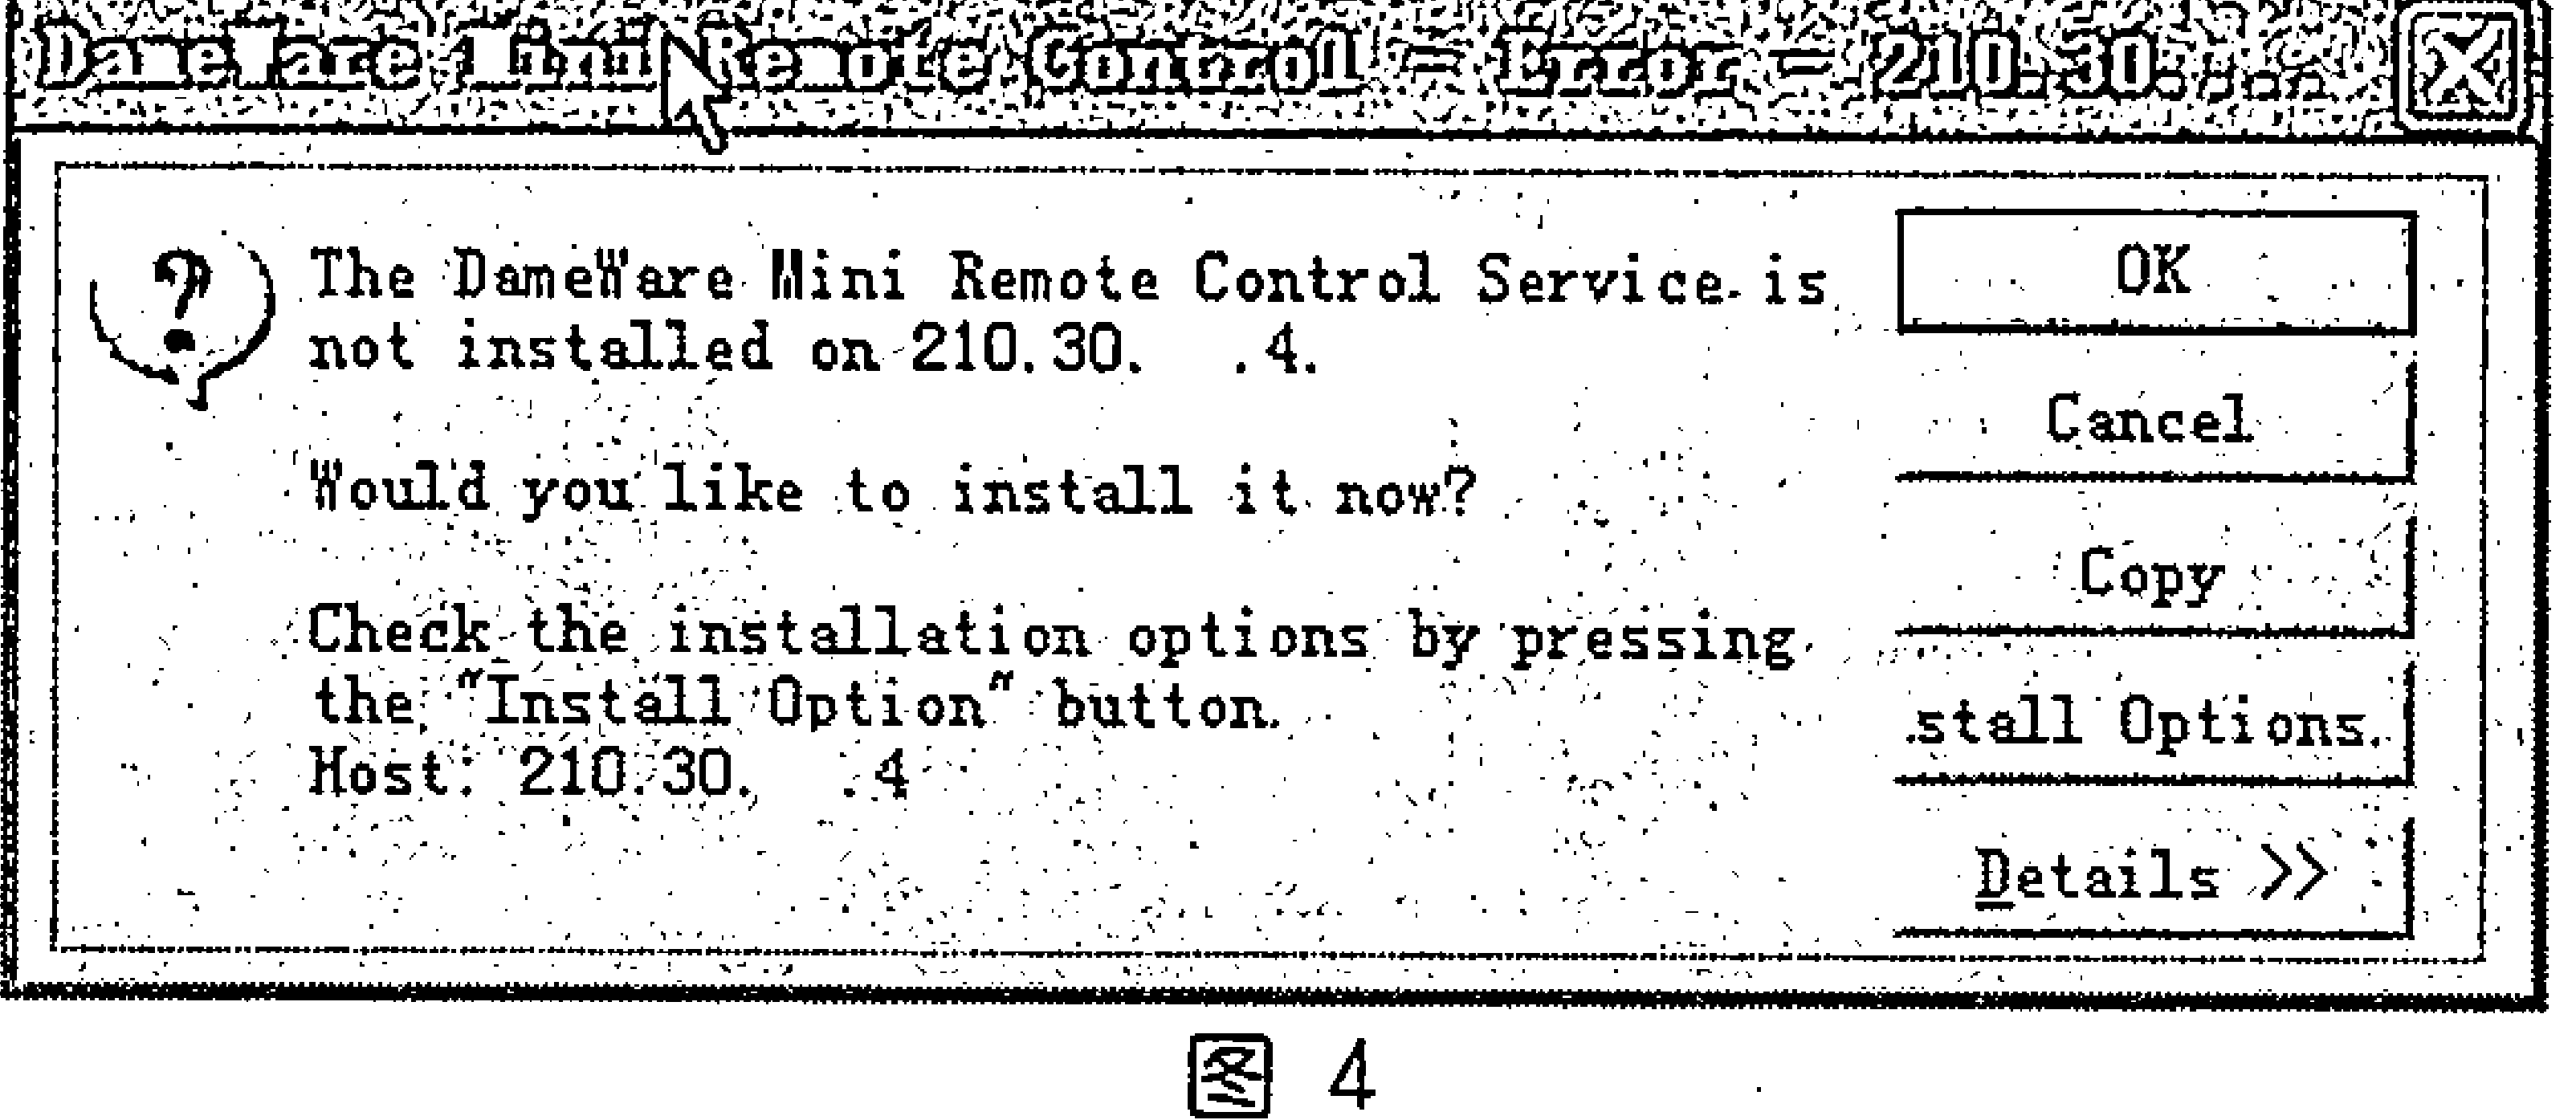 DameWare Mini Remote Control - Error - 210.30. . . .
The DameWare Mini Remote Control Service is
not installed on 210.30.  .4.
Would you like to install it now?
Check the installation options by pressing
the "Install Option" button.
Host: 210.30.  .4
OK
Cancel
Copy
.stall Options.
Details >>
图 4